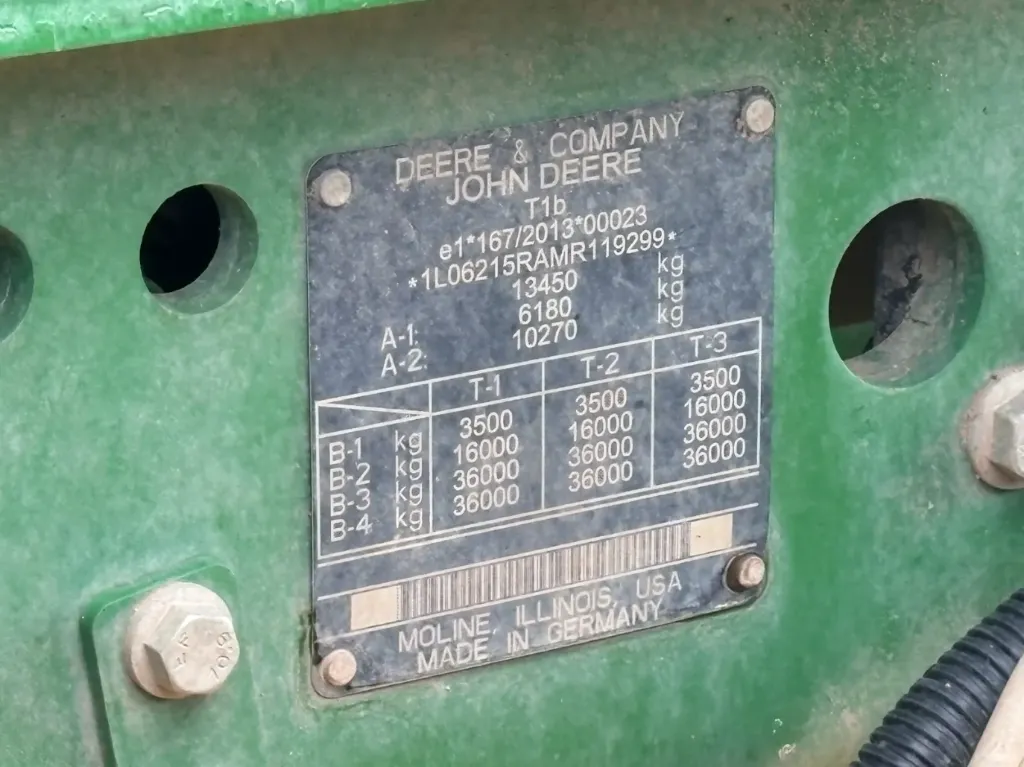 DEERE & COMPANY
JOHN DEERE
T1b
e1*167/2013*00023
*1L06215RAMR119299*
13450 kg
A-1: 6180 kg
A-2: 10270 kg
T-1 T-2 T-3
B-1 kg 3500 3500 3500
B-2 kg 16000 16000 16000
B-3 kg 36000 36000 36000
B-4 kg 36000 36000 36000
MOLINE, ILLINOIS, USA
MADE IN GERMANY
10.9